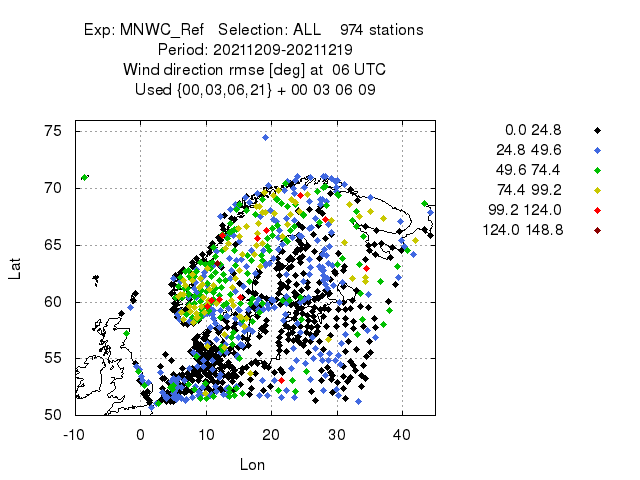 Exp: MNWC_Ref   Selection: ALL    974 stations
Period: 20211209-20211219
Wind direction rmse [deg] at  06 UTC
Used {00,03,06,21} + 00 03 06 09
0.0 24.8
24.8 49.6
49.6 74.4
74.4 99.2
99.2 124.0
124.0 148.8
75
70
65
60
55
50
Lat
-10 0 10 20 30 40
Lon